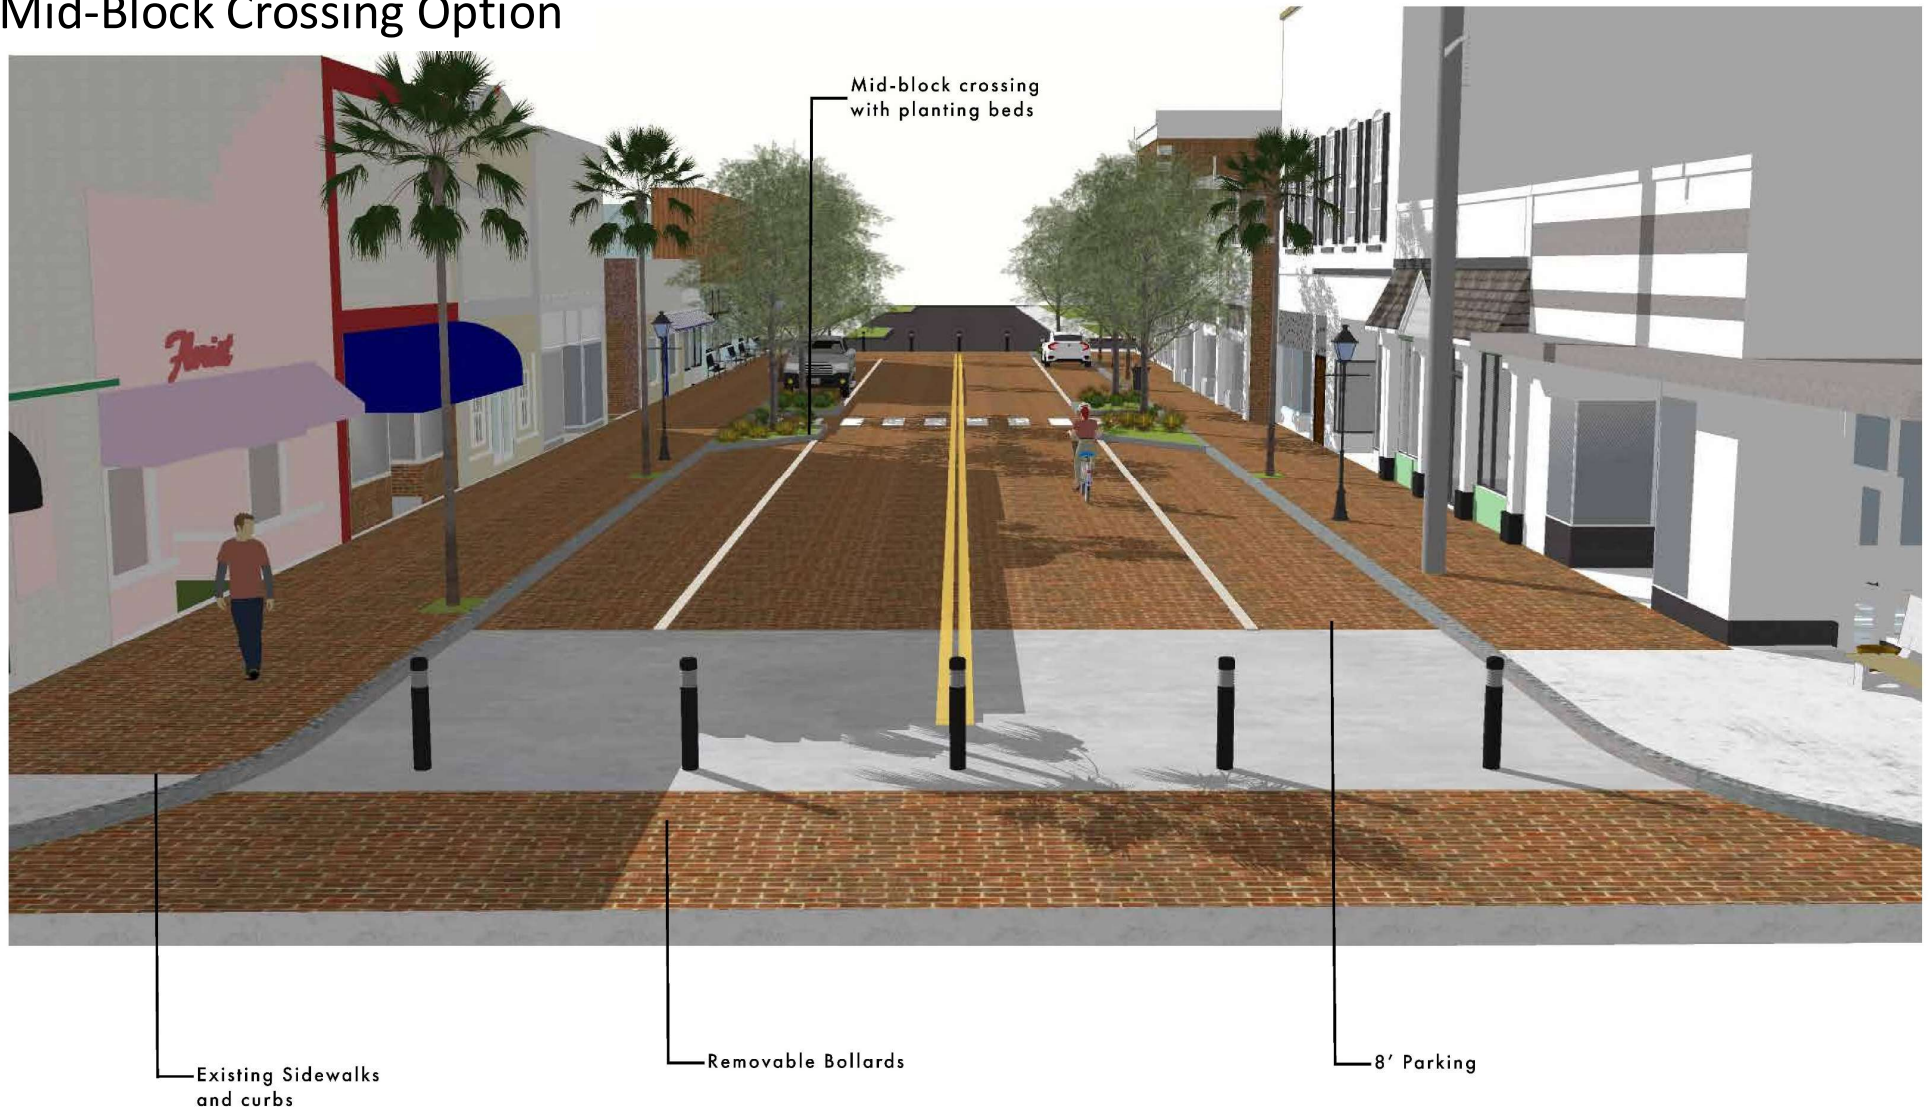 Mid-Block Crossing Option
Mid-block crossing
with planting beds
Florist
Existing Sidewalks
and curbs
Removable Bollards
8' Parking